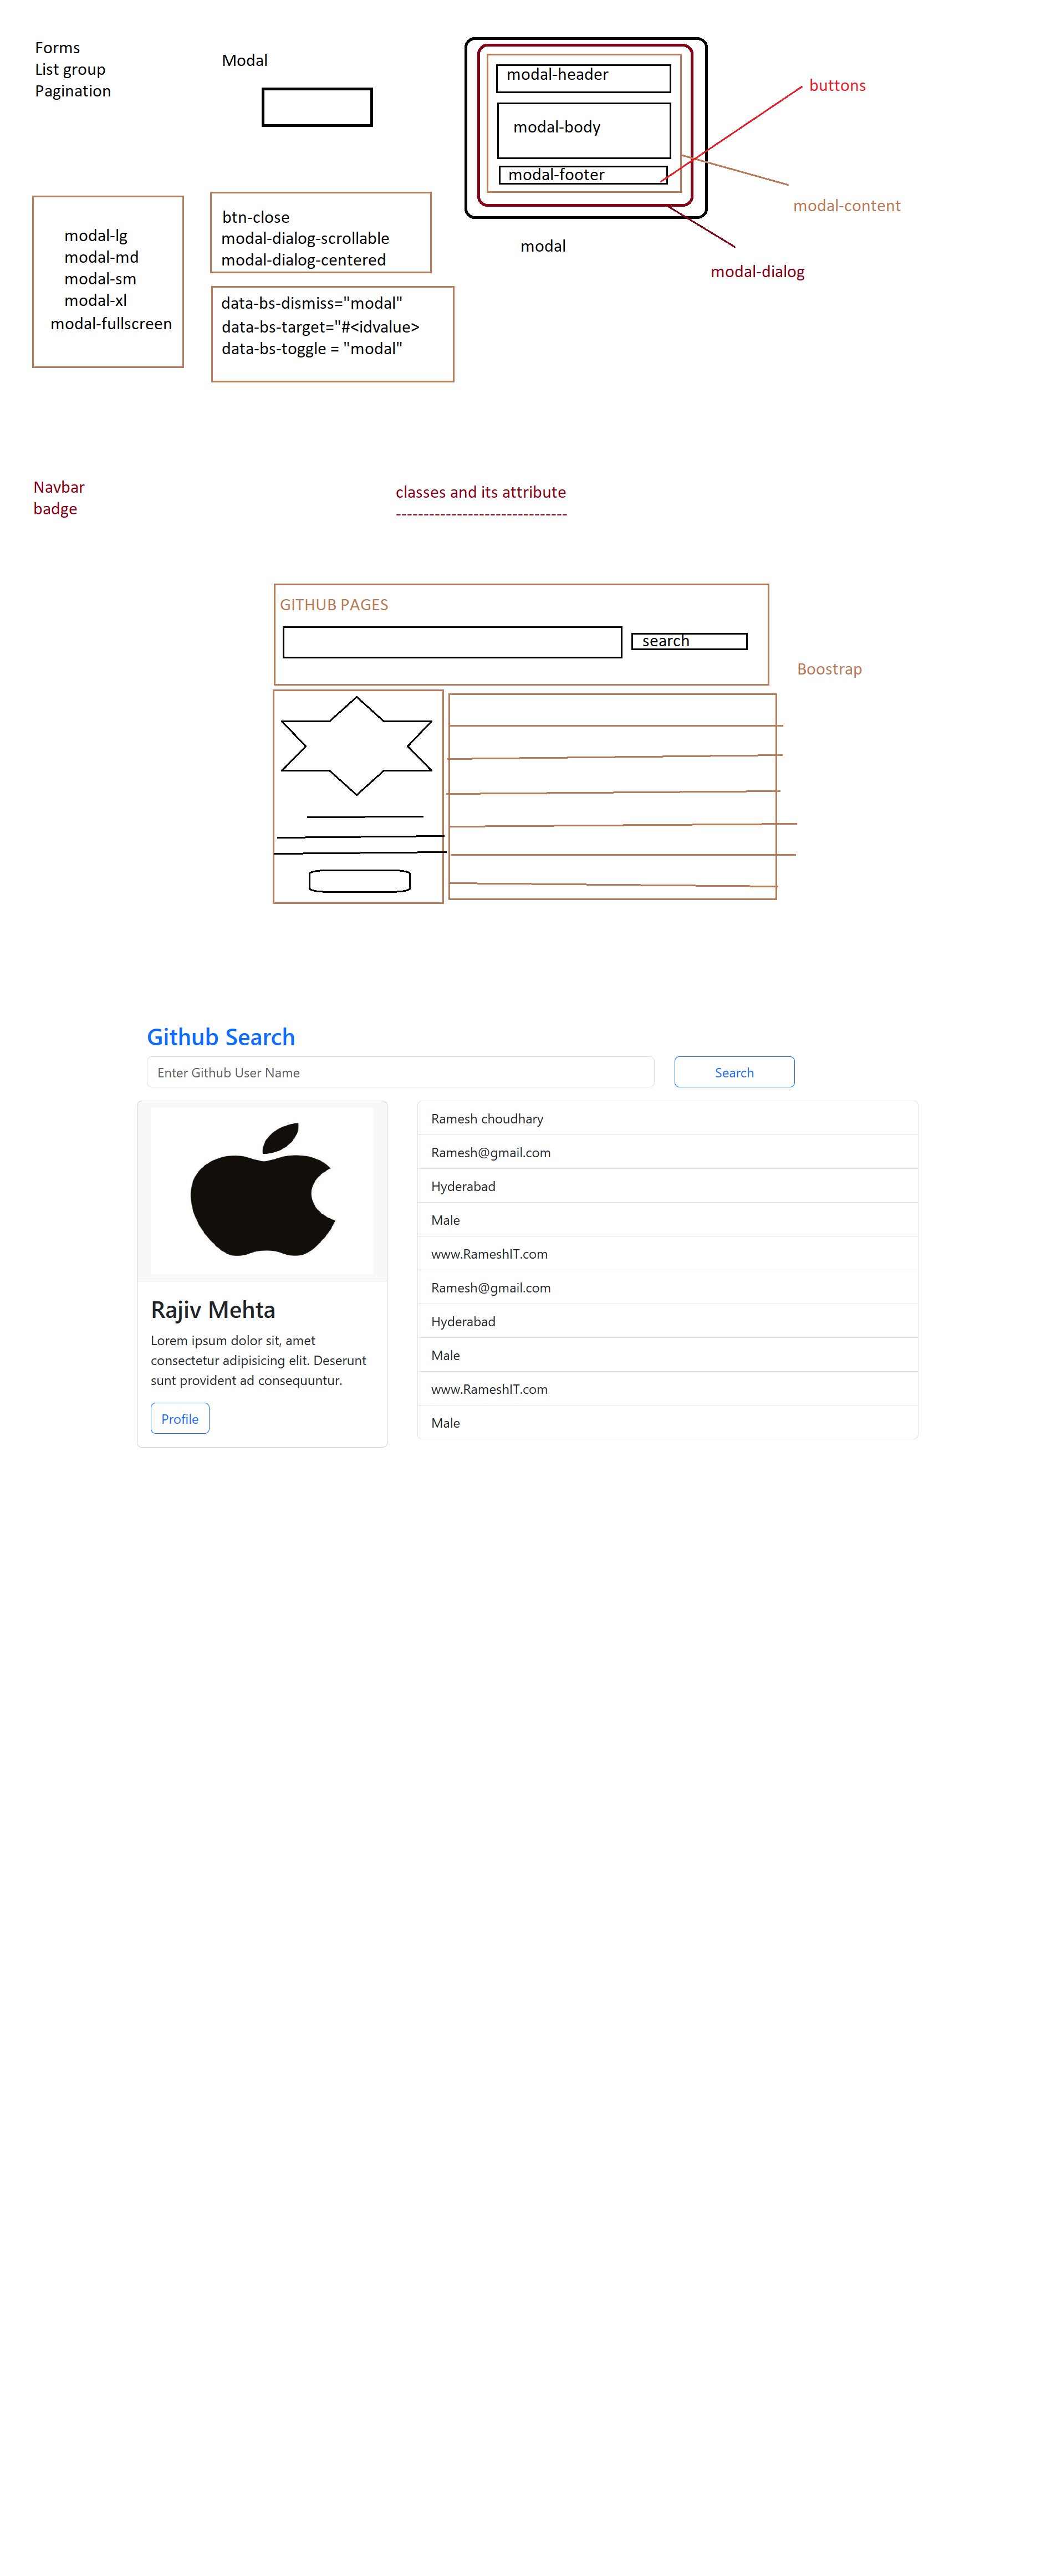 Forms
List group
Pagination
Modal
modal-header
modal-body
modal-footer
buttons
modal-content
modal
modal-dialog
modal-lg
modal-md
modal-sm
modal-xl
modal-fullscreen
btn-close
modal-dialog-scrollable
modal-dialog-centered
data-bs-dismiss="modal"
data-bs-target="#<idvalue>
data-bs-toggle = "modal"
Navbar
badge
classes and its attribute
-------------------------------
GITHUB PAGES
search
Boostrap
Github Search
Enter Github User Name
Search
Rajiv Mehta
Lorem ipsum dolor sit, amet
consectetur adipisicing elit. Deserunt
sunt provident ad consequuntur.
Profile
Ramesh choudhary
Ramesh@gmail.com
Hyderabad
Male
www.RameshIT.com
Ramesh@gmail.com
Hyderabad
Male
www.RameshIT.com
Male